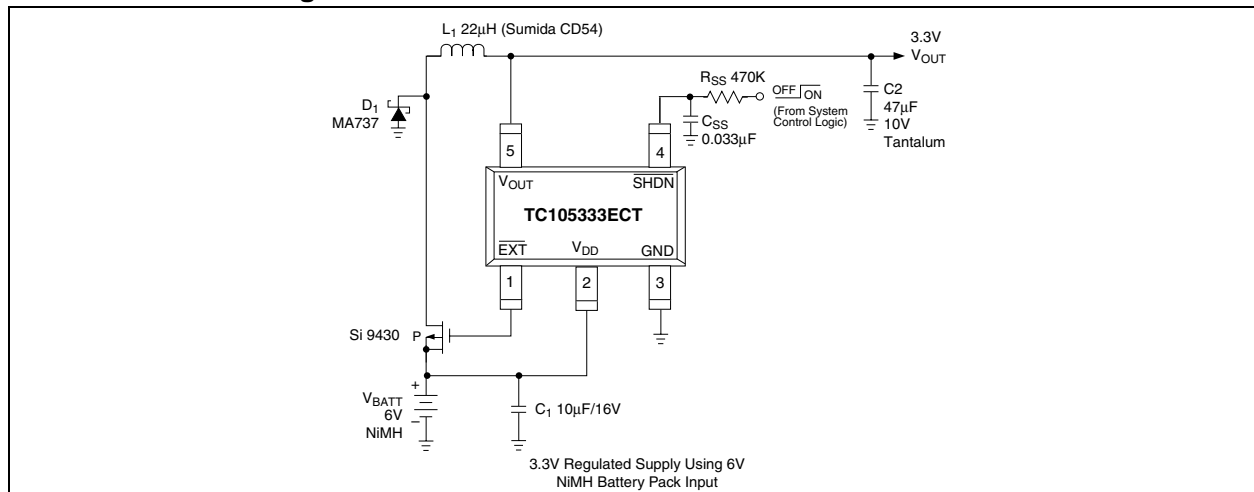 L1 22µH (Sumida CD54)
3.3V
VOUT
RSS 470K
OFF ON
(From System
Control Logic)
C2
47µF
10V
Tantalum
D1
MA737
CSS
0.033µF
5
4
VOUT
SHDN
TC105333ECT
EXT
VDD
GND
1
2
3
Si 9430
P
+
VBATT
6V
–
NiMH
C1 10µF/16V
3.3V Regulated Supply Using 6V
NiMH Battery Pack Input